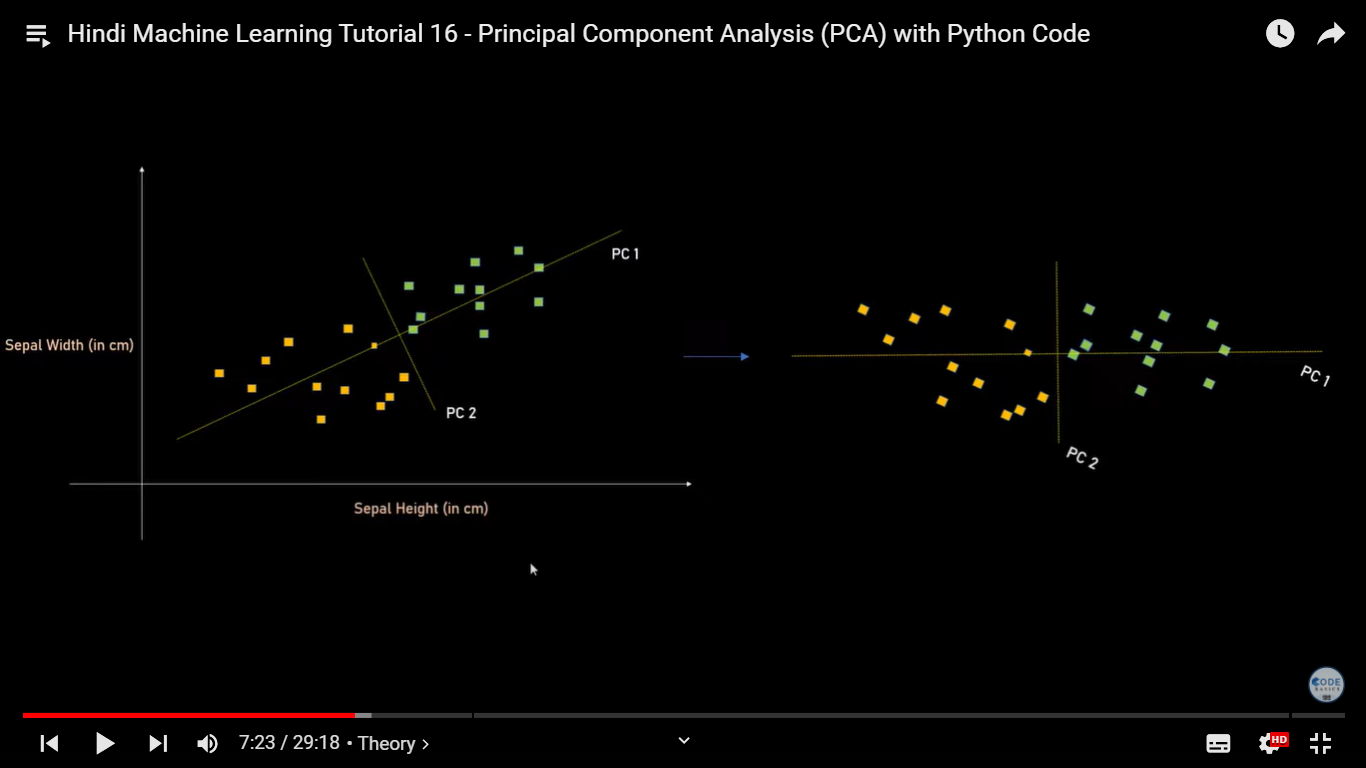 Hindi Machine Learning Tutorial 16 - Principal Component Analysis (PCA) with Python Code
PC 1
Sepal Width (in cm)
PC 2
Sepal Height (in cm)
PC 1
PC 2
CODE
BASICS
7:23 / 29:18 • Theory >
HD